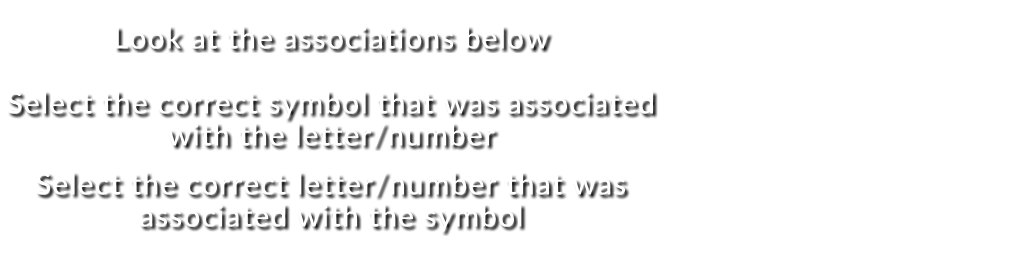 Look at the associations below
Select the correct symbol that was associated
with the letter/number
Select the correct letter/number that was
associated with the symbol